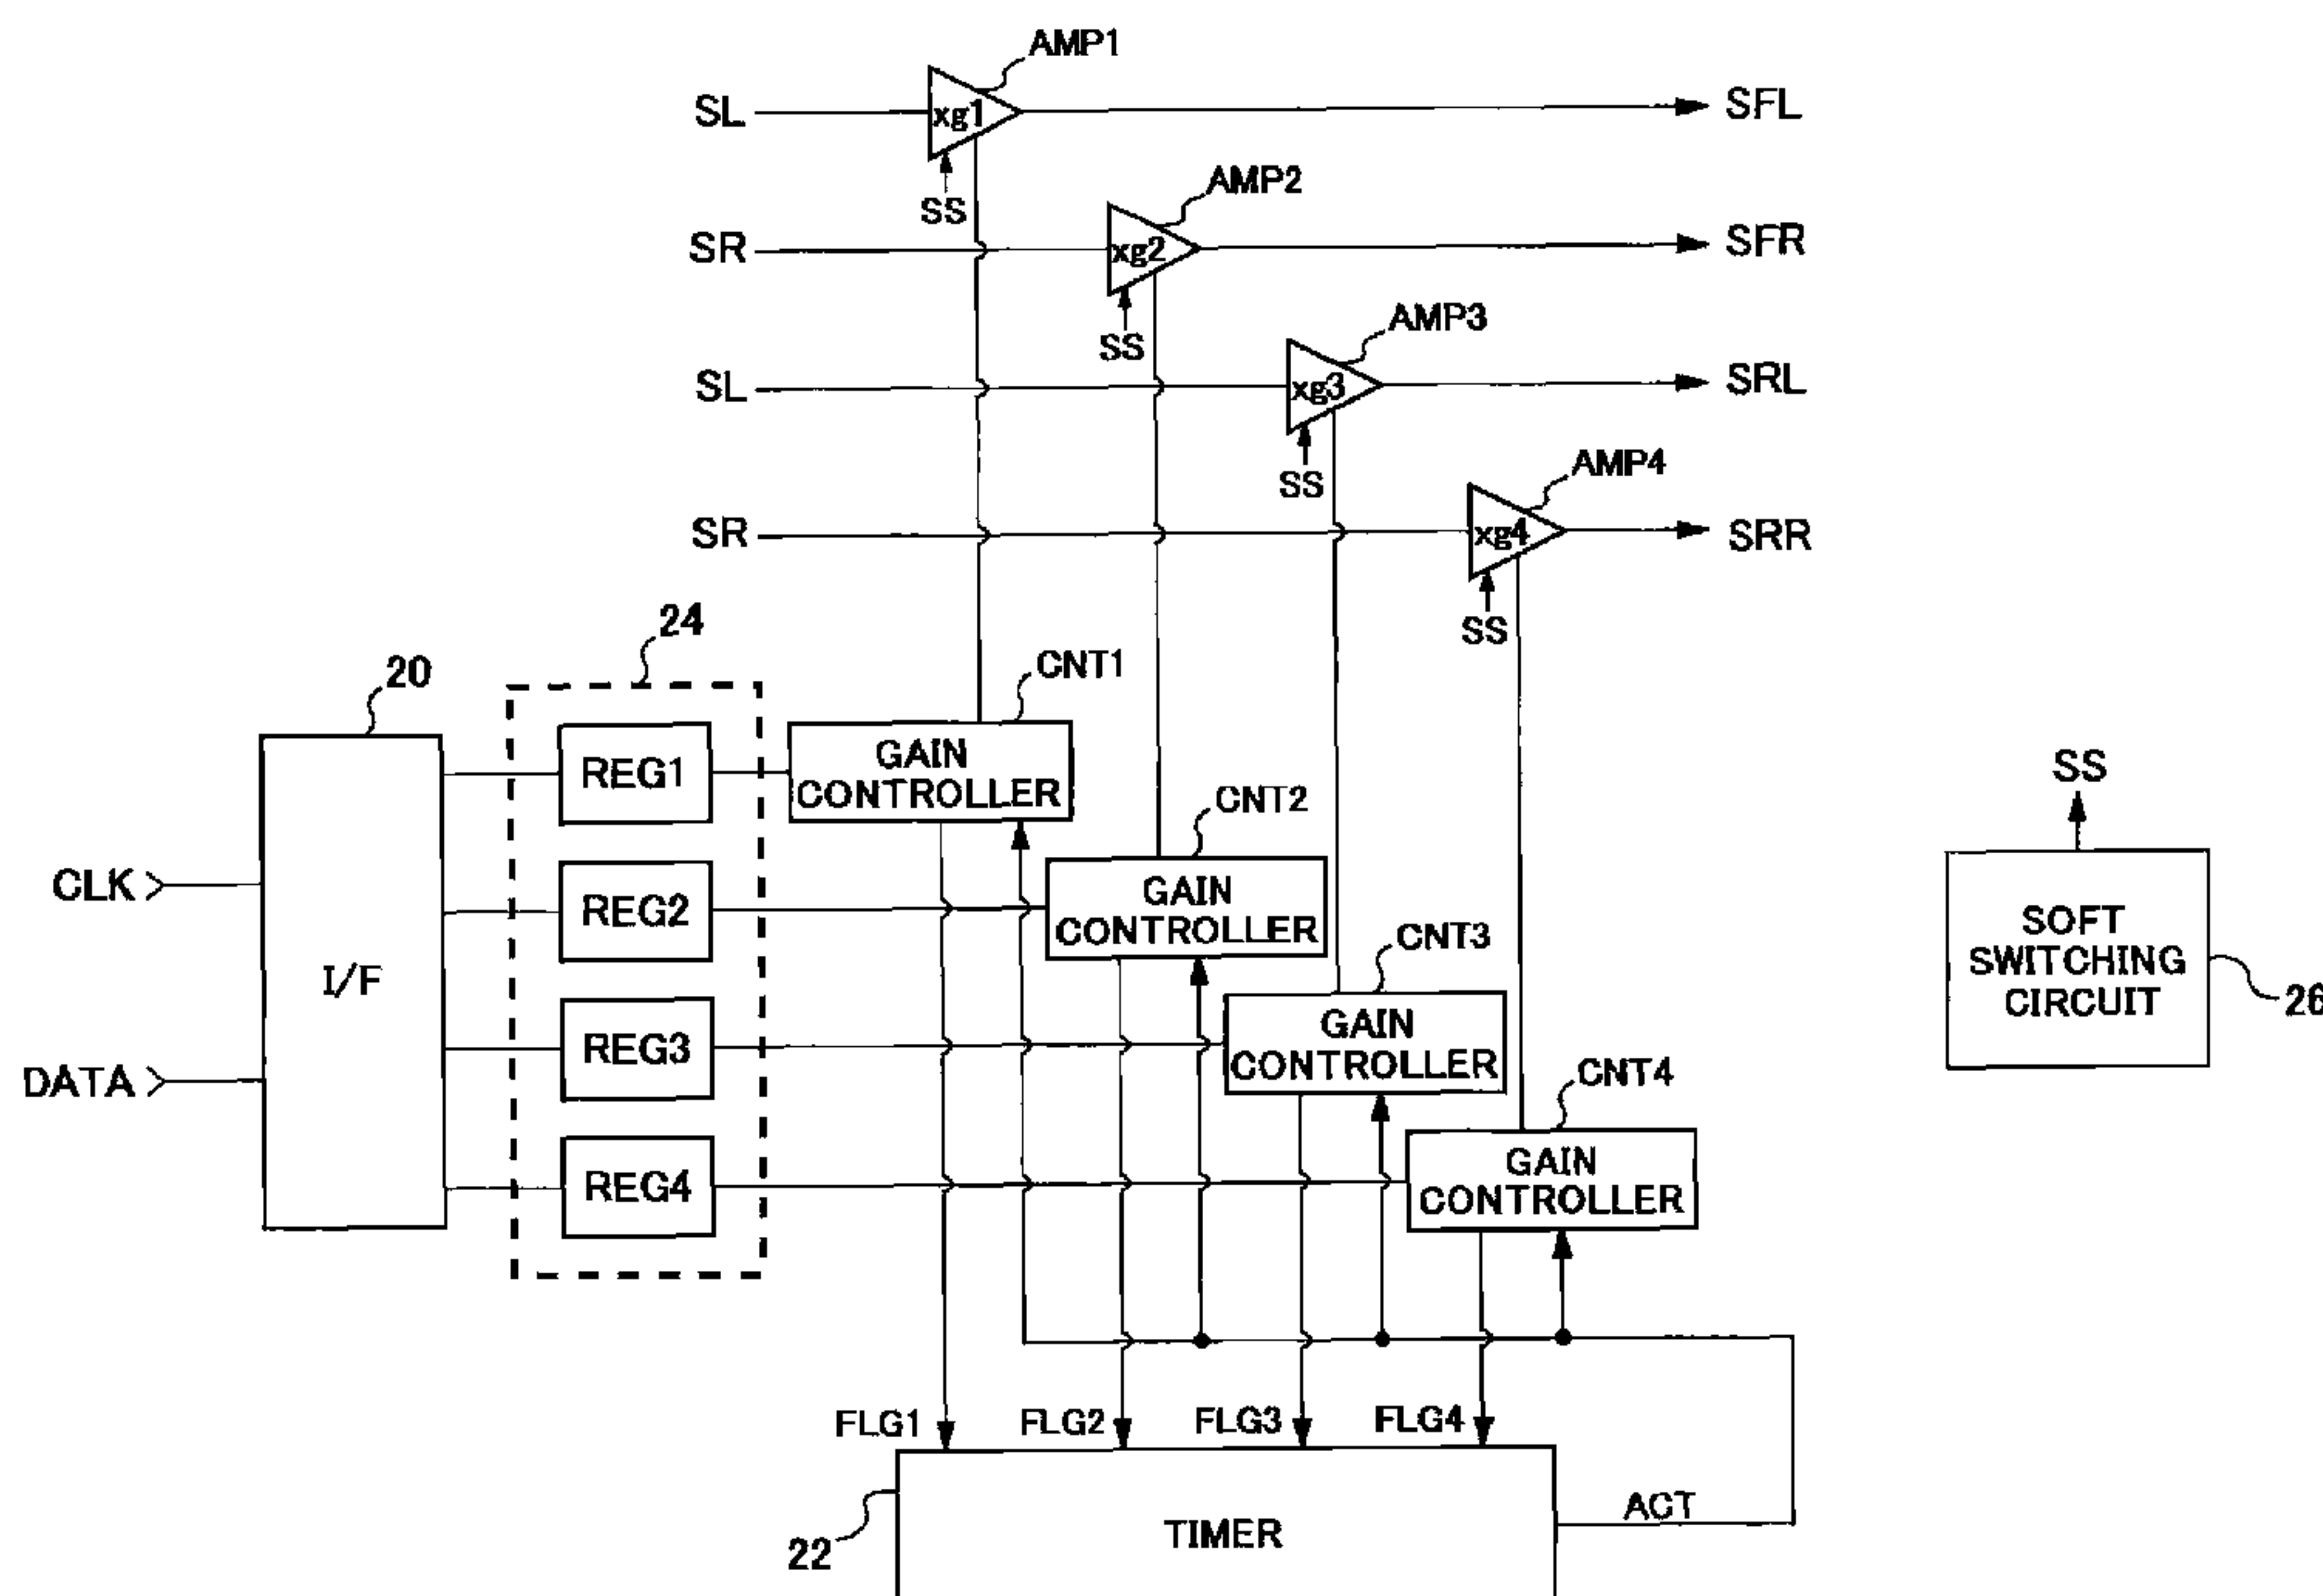 AMP1
SL
xg1
SFL
SS
AMP2
SR
xg2
SFR
SS
AMP3
SL
xg3
SRL
SS
AMP4
SR
xg4
SRR
SS
24
20
CNT1
REG1
GAIN
CONTROLLER
CNT2
SS
CLK
REG2
GAIN
CONTROLLER
CNT3
SOFT
SWITCHING
CIRCUIT
26
I/F
REG3
GAIN
CONTROLLER
DATA
CNT4
REG4
GAIN
CONTROLLER
FLG1
FLG2
FLG3
FLG4
ACT
22
TIMER